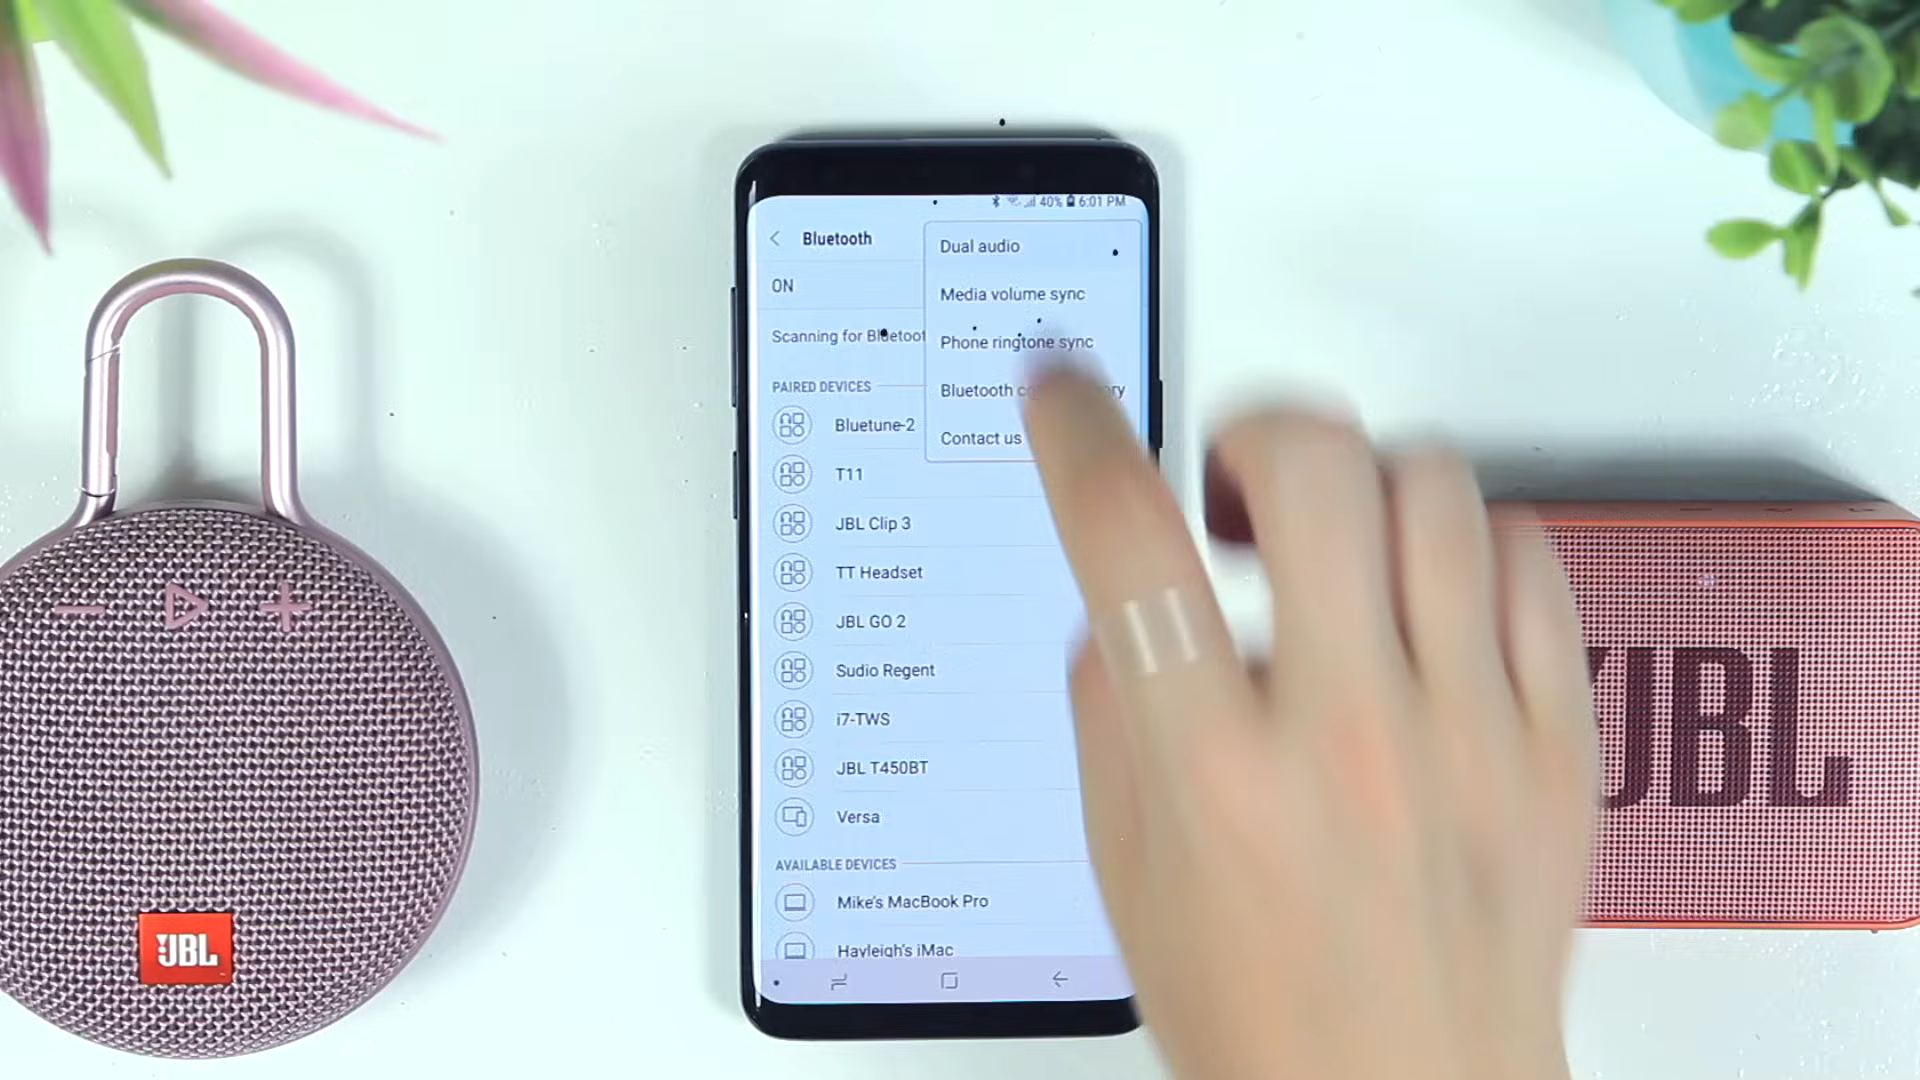 40% 6:01 PM
Bluetooth
Dual audio
ON
Media volume sync
Scanning for Bluetoot
Phone ringtone sync
PAIRED DEVICES
Bluetooth
Contact us
Bluetune-2
T11
JBL Clip 3
TT Headset
JBL GO 2
Sudio Regent
i7-TWS
JBL T450BT
Versa
AVAILABLE DEVICES
Mike's MacBook Pro
Hayleigh's iMac
JBL
JBL